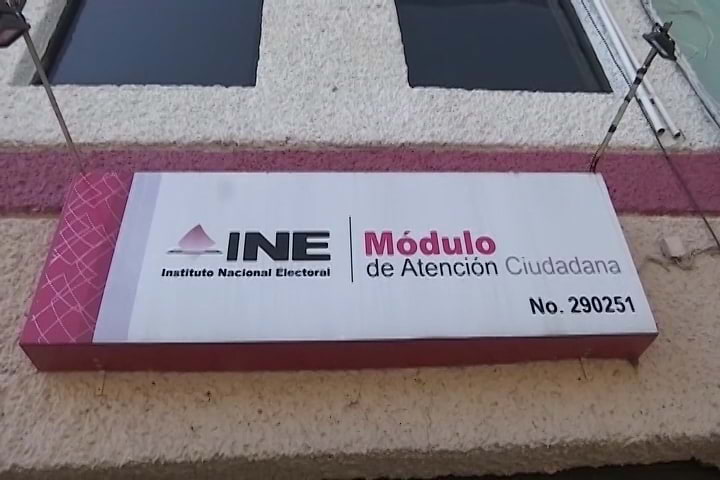 INE
Instituto Nacional Electoral
Módulo
de Atención Ciudadana
No. 290251